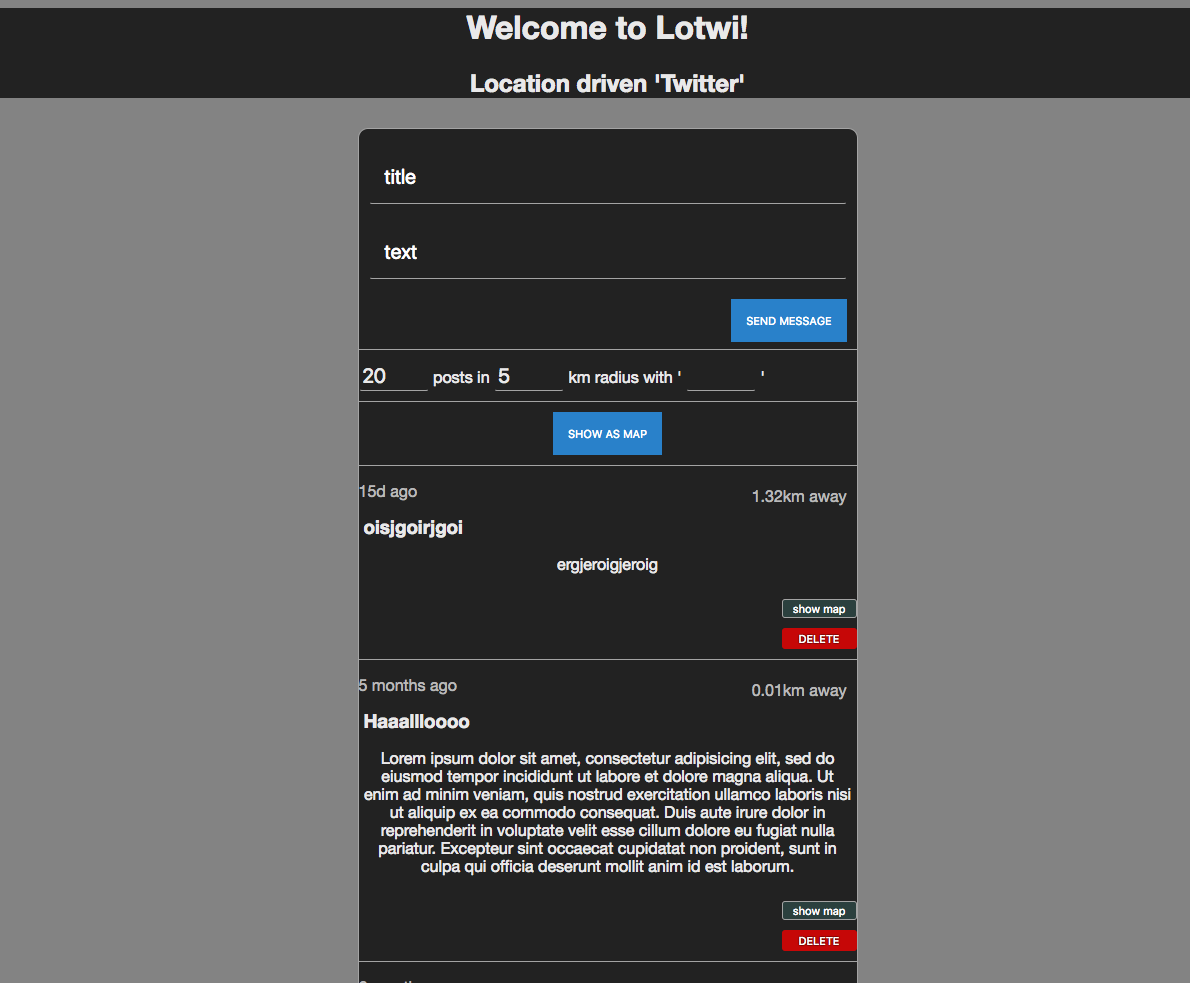 Welcome to Lotwi!
Location driven 'Twitter'
title
text
SEND MESSAGE
20 posts in 5 km radius with ' '
SHOW AS MAP
15d ago 1.32km away
oisjgoirjgoi
ergjeroigjeroig
show map
DELETE
5 months ago 0.01km away
Haaallloooo
Lorem ipsum dolor sit amet, consectetur adipisicing elit, sed do
eiusmod tempor incididunt ut labore et dolore magna aliqua. Ut
enim ad minim veniam, quis nostrud exercitation ullamco laboris nisi
ut aliquip ex ea commodo consequat. Duis aute irure dolor in
reprehenderit in voluptate velit esse cillum dolore eu fugiat nulla
pariatur. Excepteur sint occaecat cupidatat non proident, sunt in
culpa qui officia deserunt mollit anim id est laborum.
show map
DELETE